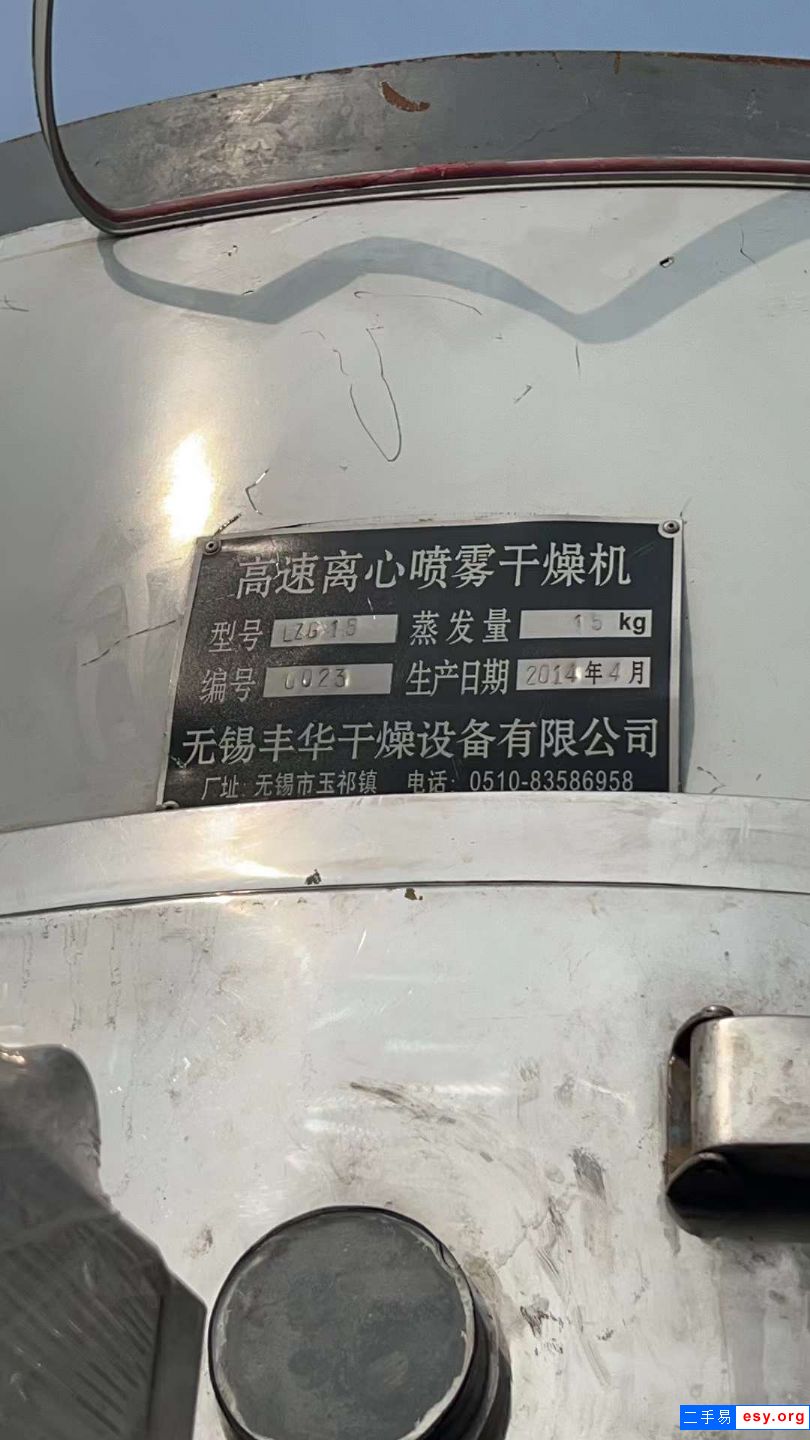 高速离心喷雾干燥机
型号 LZG-15 蒸发量 15 kg
编号 0023 生产日期 2014年4月
无锡丰华干燥设备有限公司
厂址: 无锡市玉祁镇 电话: 0510-83586958
二手易 esy.org